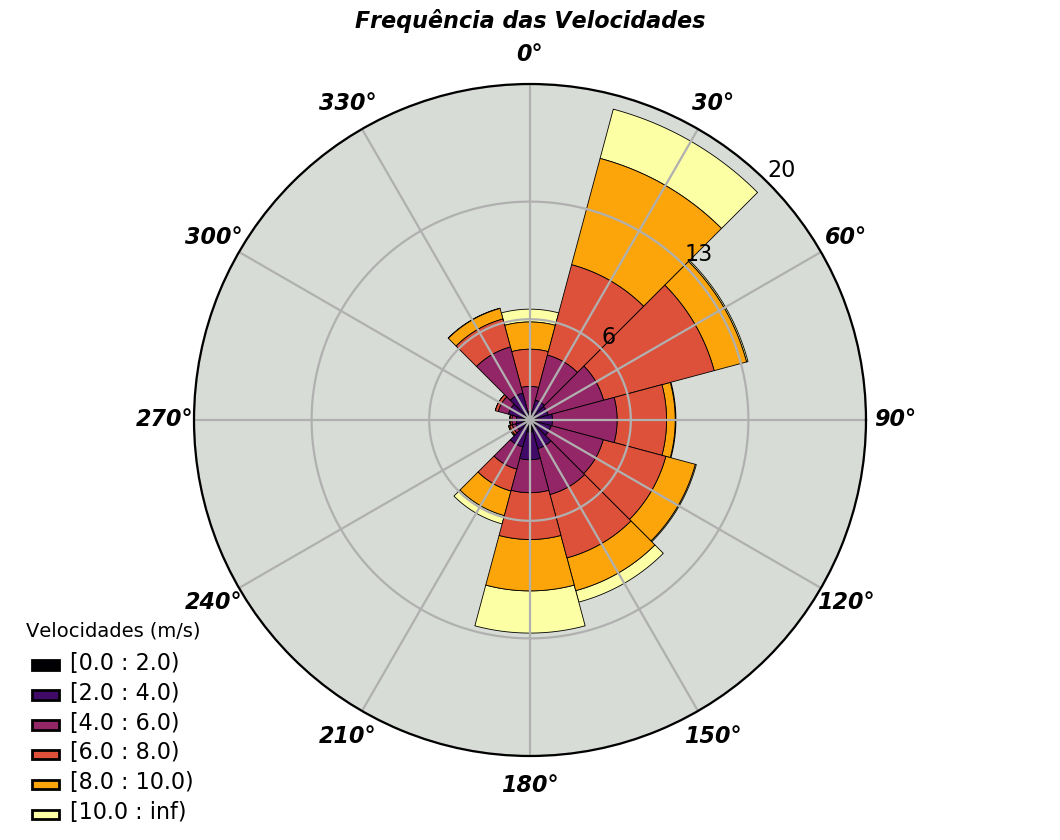 Frequência das Velocidades
0°
330°
30°
20
300°
60°
13
6
270°
90°
240°
120°
210°
150°
180°
Velocidades (m/s)
[0.0 : 2.0)
[2.0 : 4.0)
[4.0 : 6.0)
[6.0 : 8.0)
[8.0 : 10.0)
[10.0 : inf)